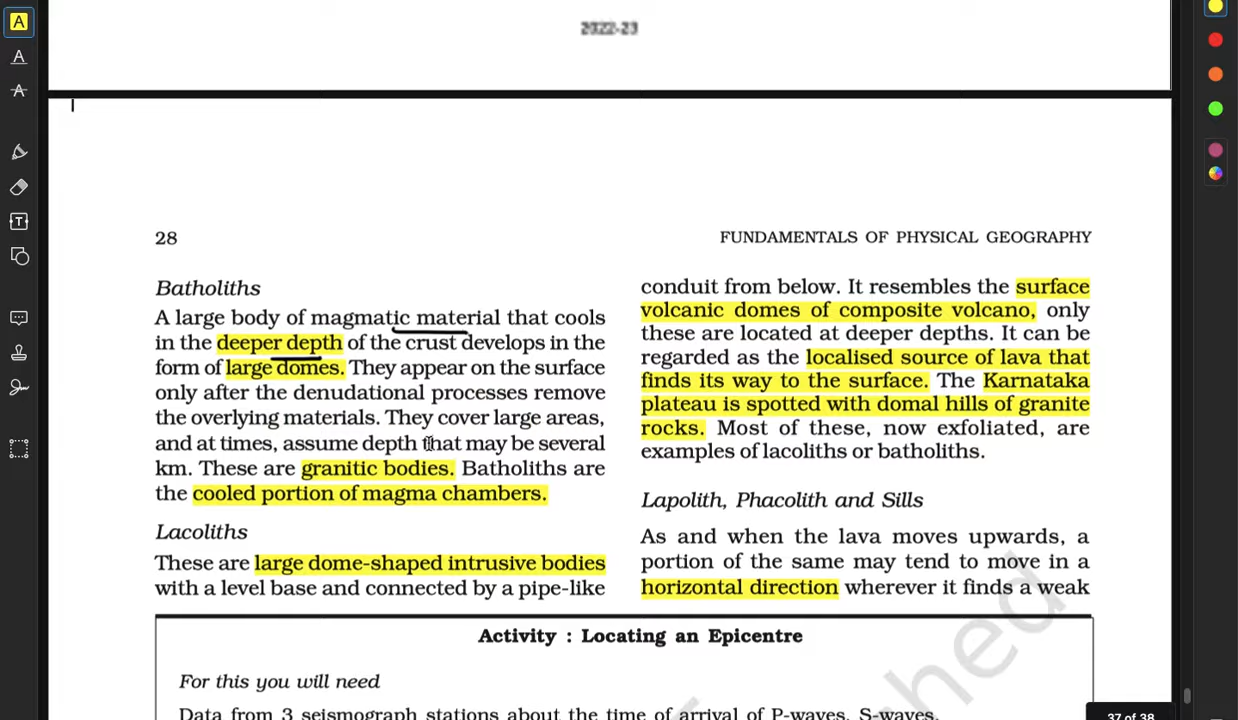 A
A
A
T
2022-23
28
FUNDAMENTALS OF PHYSICAL GEOGRAPHY
Batholiths
A large body of magmatic material that cools
in the deeper depth of the crust develops in the
form of large domes. They appear on the surface
only after the denudational processes remove
the overlying materials. They cover large areas,
and at times, assume depth that may be several
km. These are granitic bodies. Batholiths are
the cooled portion of magma chambers.
Lacoliths
These are large dome-shaped intrusive bodies
with a level base and connected by a pipe-like
conduit from below. It resembles the surface
volcanic domes of composite volcano, only
these are located at deeper depths. It can be
regarded as the localised source of lava that
finds its way to the surface. The Karnataka
plateau is spotted with domal hills of granite
rocks. Most of these, now exfoliated, are
examples of lacoliths or batholiths.
Lapolith, Phacolith and Sills
As and when the lava moves upwards, a
portion of the same may tend to move in a
horizontal direction wherever it finds a weak
Activity : Locating an Epicentre
For this you will need
Data from 3 seismograph stations about the time of arrival of P-waves, S-waves.
hed
37 of 38